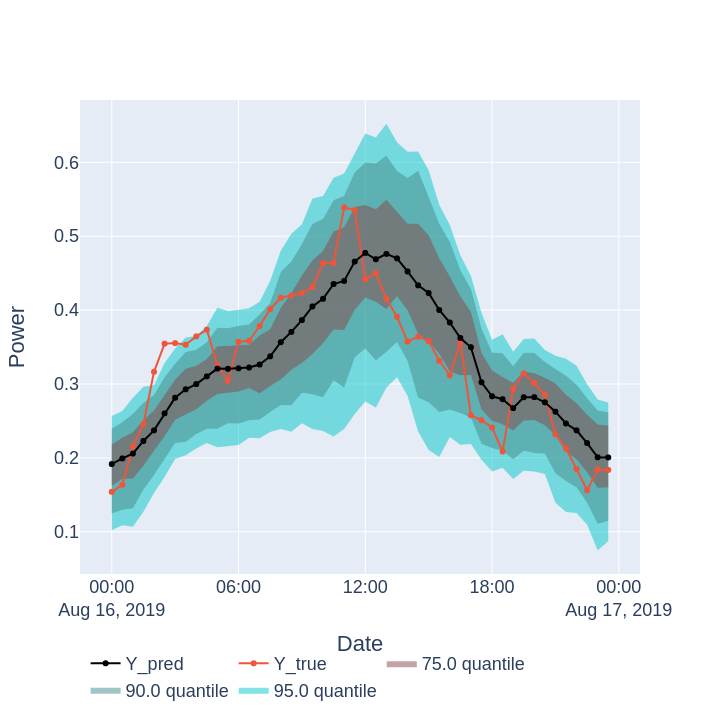 0.6
0.5
0.4
0.3
0.2
0.1
Power
00:00 06:00 12:00 18:00 00:00
Aug 16, 2019 Aug 17, 2019
Date
Y_pred Y_true 75.0 quantile
90.0 quantile 95.0 quantile